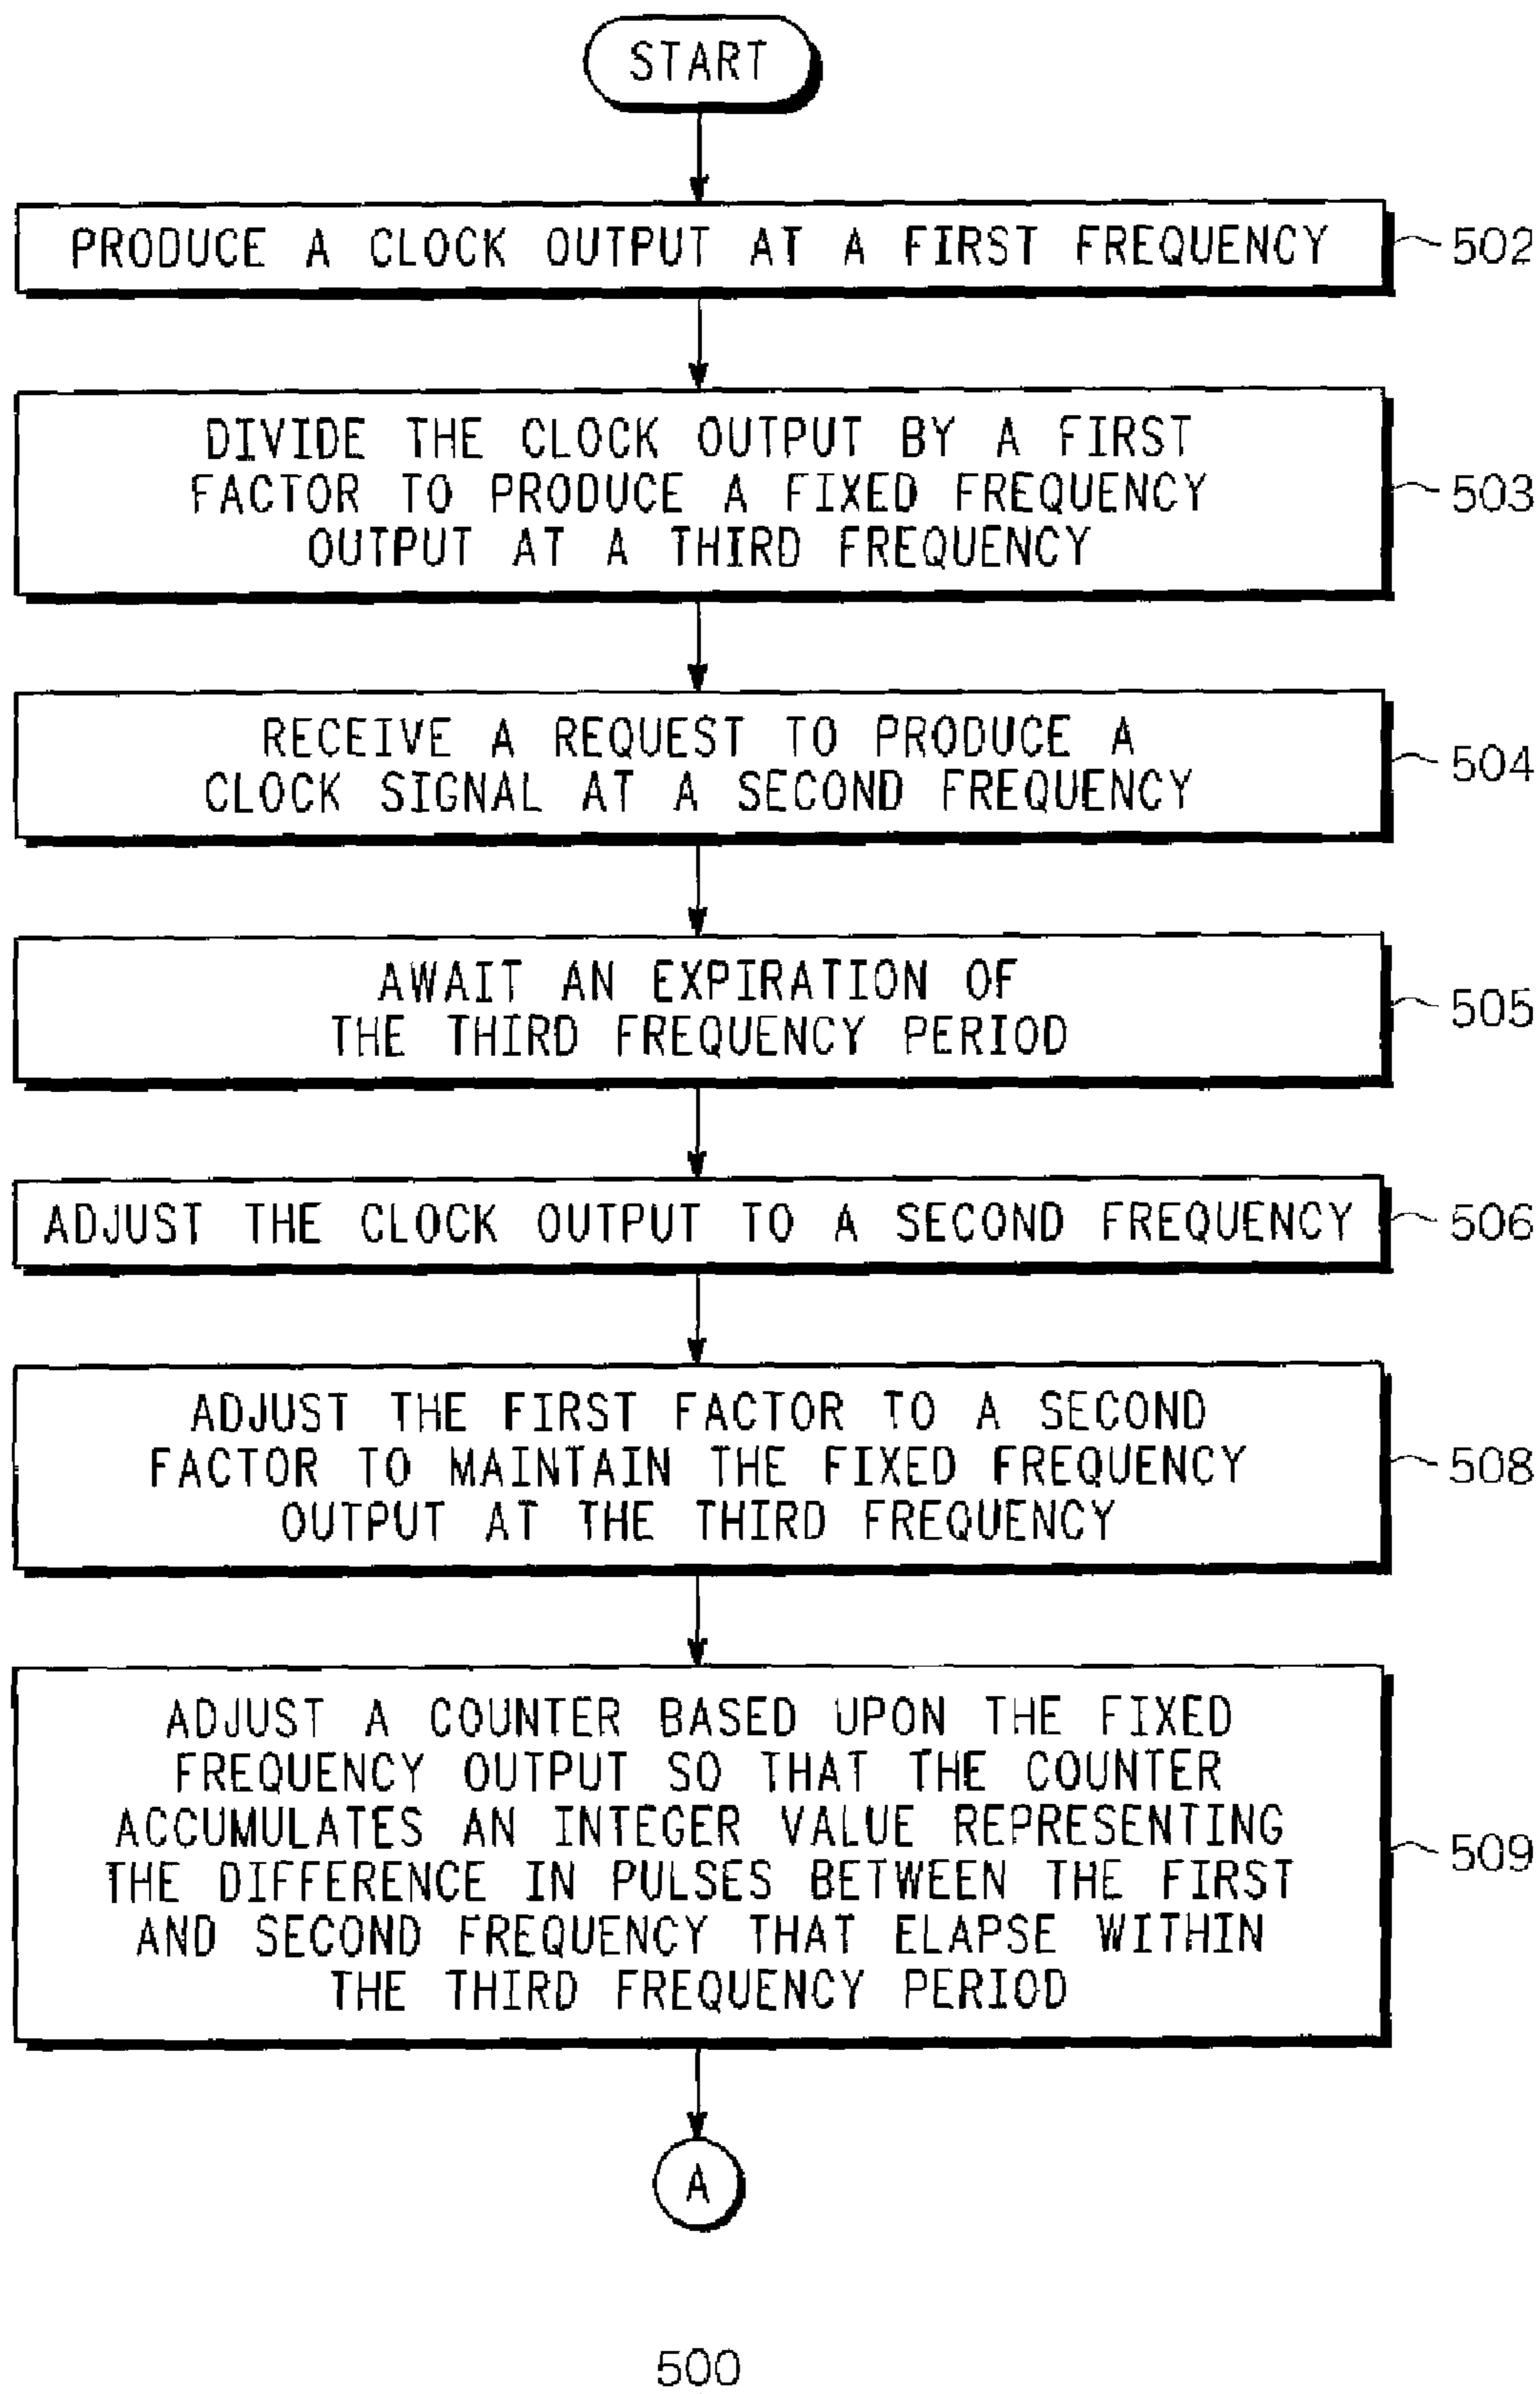 START
PRODUCE A CLOCK OUTPUT AT A FIRST FREQUENCY
502
DIVIDE THE CLOCK OUTPUT BY A FIRST
FACTOR TO PRODUCE A FIXED FREQUENCY
OUTPUT AT A THIRD FREQUENCY
503
RECEIVE A REQUEST TO PRODUCE A
CLOCK SIGNAL AT A SECOND FREQUENCY
504
AWAIT AN EXPIRATION OF
THE THIRD FREQUENCY PERIOD
505
ADJUST THE CLOCK OUTPUT TO A SECOND FREQUENCY
506
ADJUST THE FIRST FACTOR TO A SECOND
FACTOR TO MAINTAIN THE FIXED FREQUENCY
OUTPUT AT THE THIRD FREQUENCY
508
ADJUST A COUNTER BASED UPON THE FIXED
FREQUENCY OUTPUT SO THAT THE COUNTER
ACCUMULATES AN INTEGER VALUE REPRESENTING
THE DIFFERENCE IN PULSES BETWEEN THE FIRST
AND SECOND FREQUENCY THAT ELAPSE WITHIN
THE THIRD FREQUENCY PERIOD
509
A
500